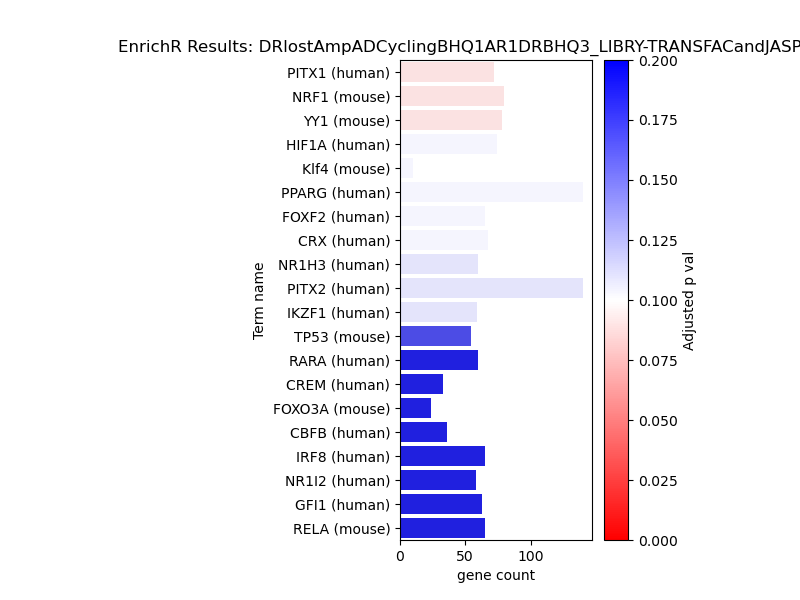 EnrichR Results: DRlostAmpADCyclingBHQ1AR1DRBHQ3_LIBRY-TRANSFACandJASP
PITX1 (human)
NRF1 (mouse)
YY1 (mouse)
HIF1A (human)
Klf4 (mouse)
PPARG (human)
FOXF2 (human)
CRX (human)
NR1H3 (human)
PITX2 (human)
IKZF1 (human)
TP53 (mouse)
RARA (human)
CREM (human)
FOXO3A (mouse)
CBFB (human)
IRF8 (human)
NR1I2 (human)
GFI1 (human)
RELA (mouse)
Term name
0 50 100
gene count
0.200
0.175
0.150
0.125
0.100
0.075
0.050
0.025
0.000
Adjusted p val